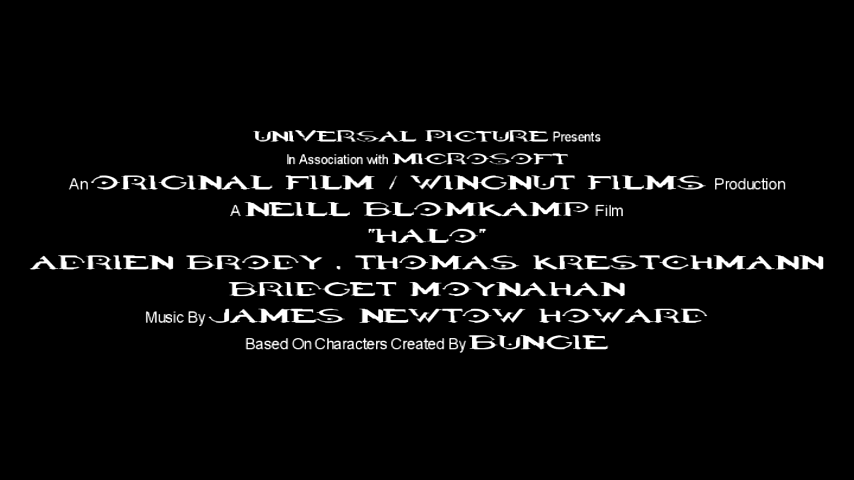 UNIVERSAL PICTURE Presents
In Association with MICROSOFT
An ORIGINAL FILM / WINGNUT FILMS Production
A NEILL BLOMKAMP Film
"HALO"
ADRIEN BRODY , THOMAS KRESTCHMANN
BRIDGET MOYNAHAN
Music By JAMES NEWTOW HOWARD
Based On Characters Created By BUNGIE